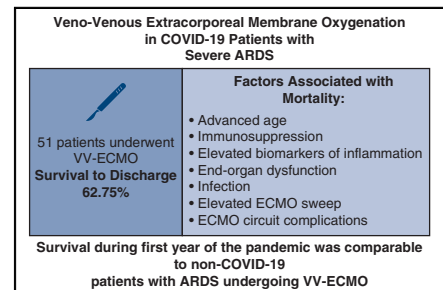 Veno-Venous Extracorporeal Membrane Oxygenation
in COVID-19 Patients with
Severe ARDS
51 patients underwent
VV-ECMO
Survival to Discharge
62.75%
Factors Associated with
Mortality:
• Advanced age
• Immunosuppression
• Elevated biomarkers of inflammation
• End-organ dysfunction
• Infection
• Elevated ECMO sweep
• ECMO circuit complications
Survival during first year of the pandemic was comparable
to non-COVID-19
patients with ARDS undergoing VV-ECMO